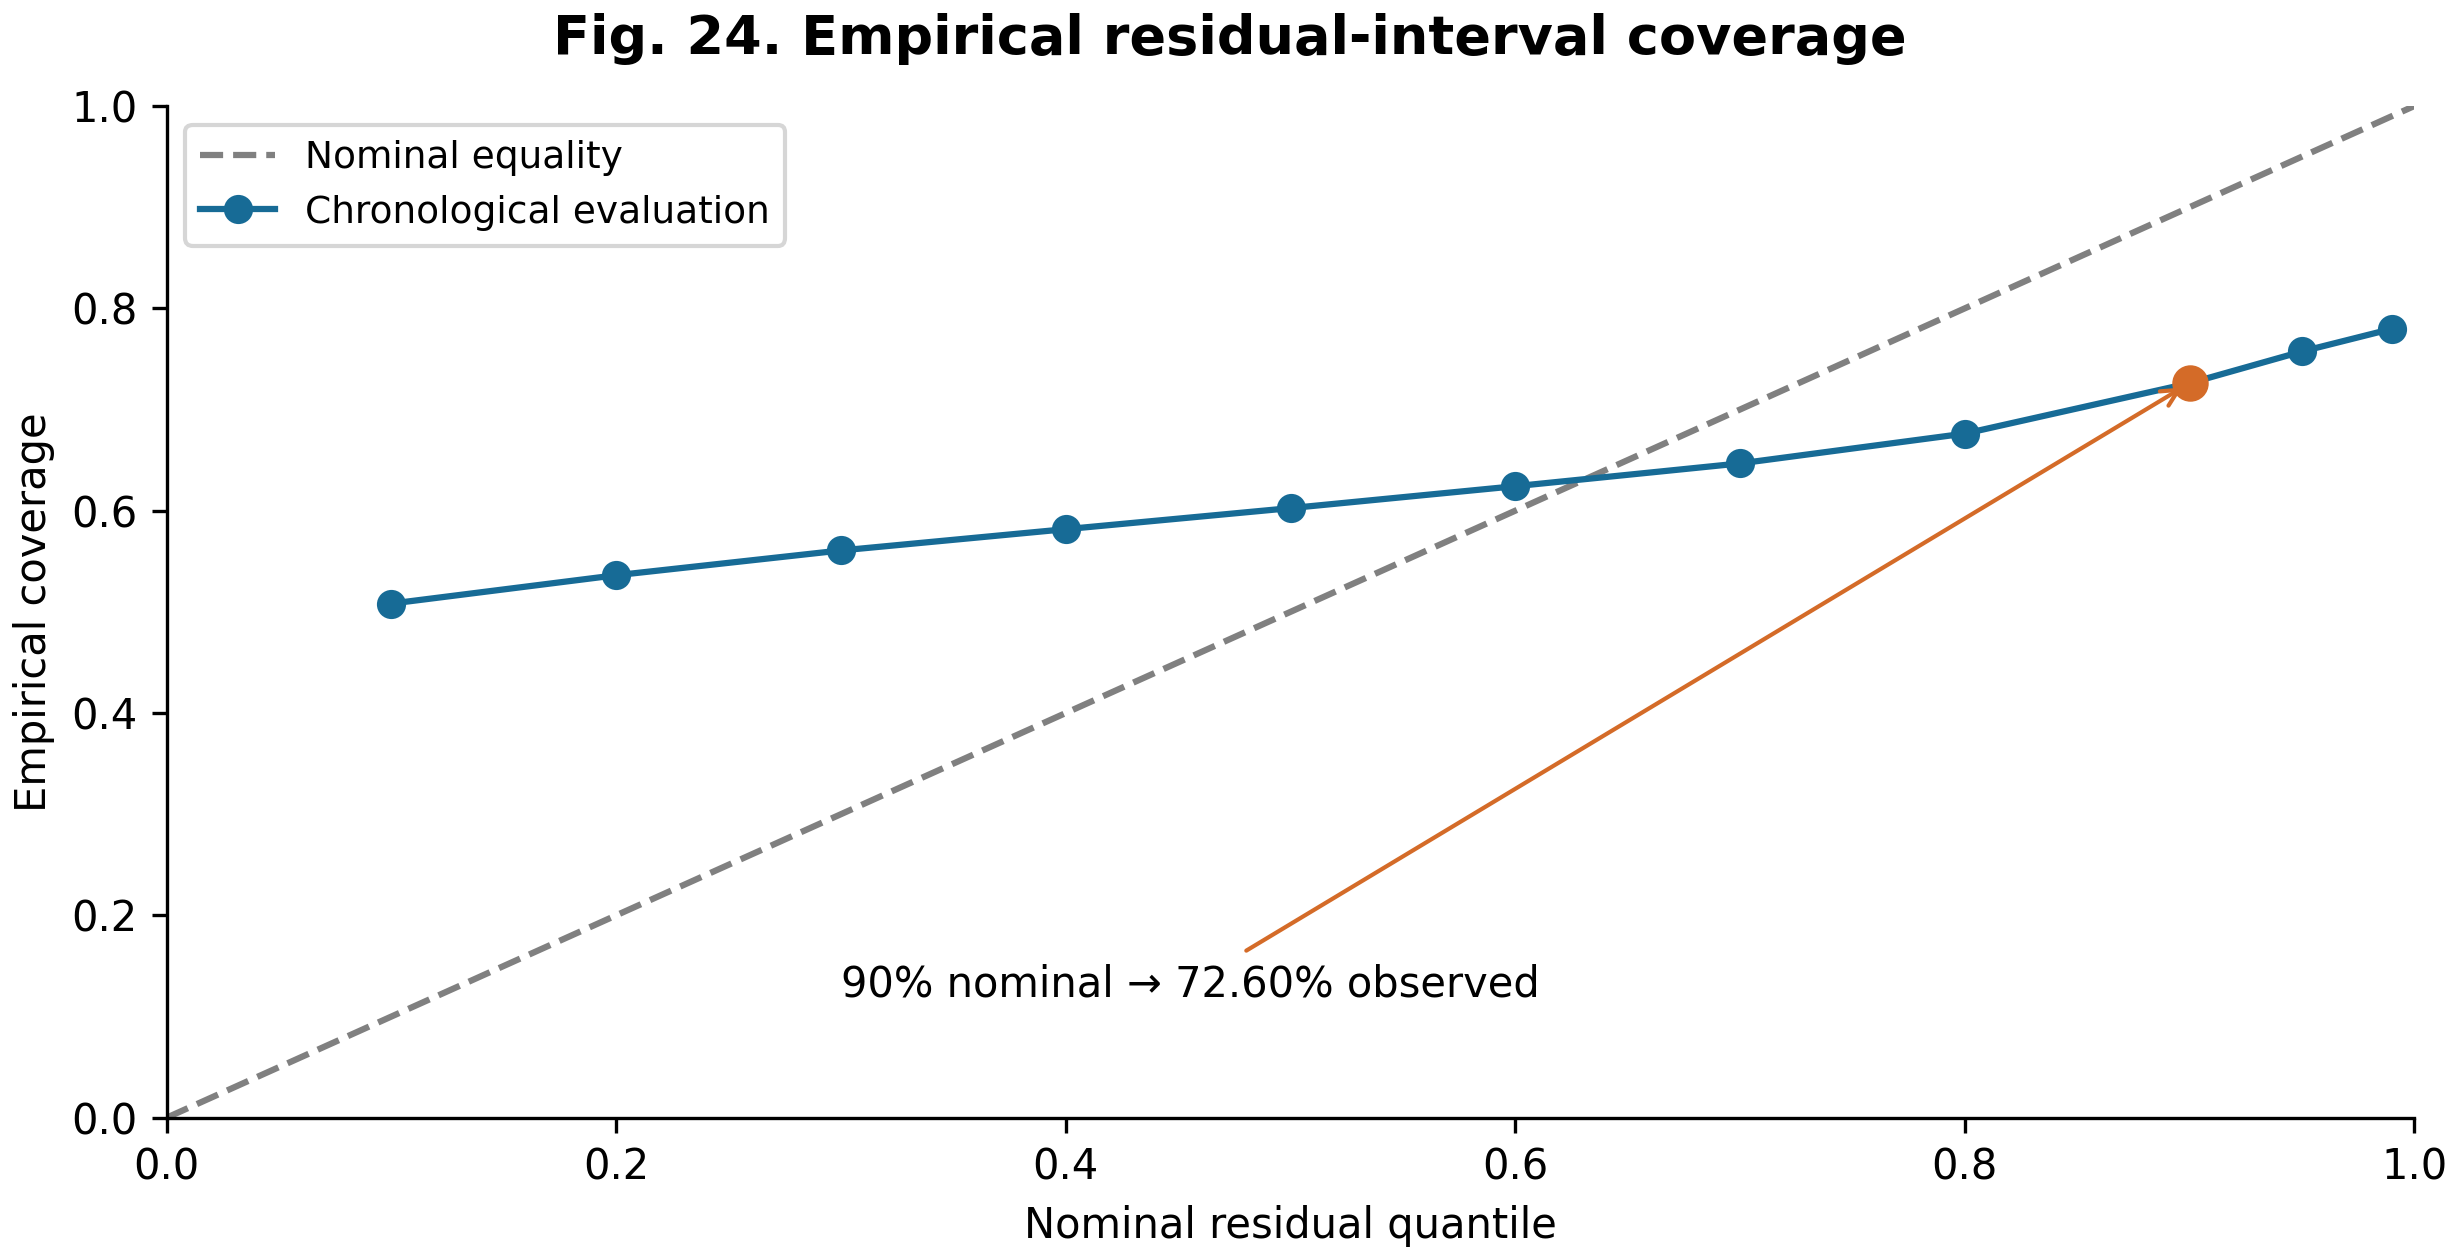 Fig. 24. Empirical residual-interval coverage
1.0
0.8
0.6
0.4
0.2
0.0
Empirical coverage
Nominal equality
Chronological evaluation
90% nominal → 72.60% observed
0.0 0.2 0.4 0.6 0.8 1.0
Nominal residual quantile